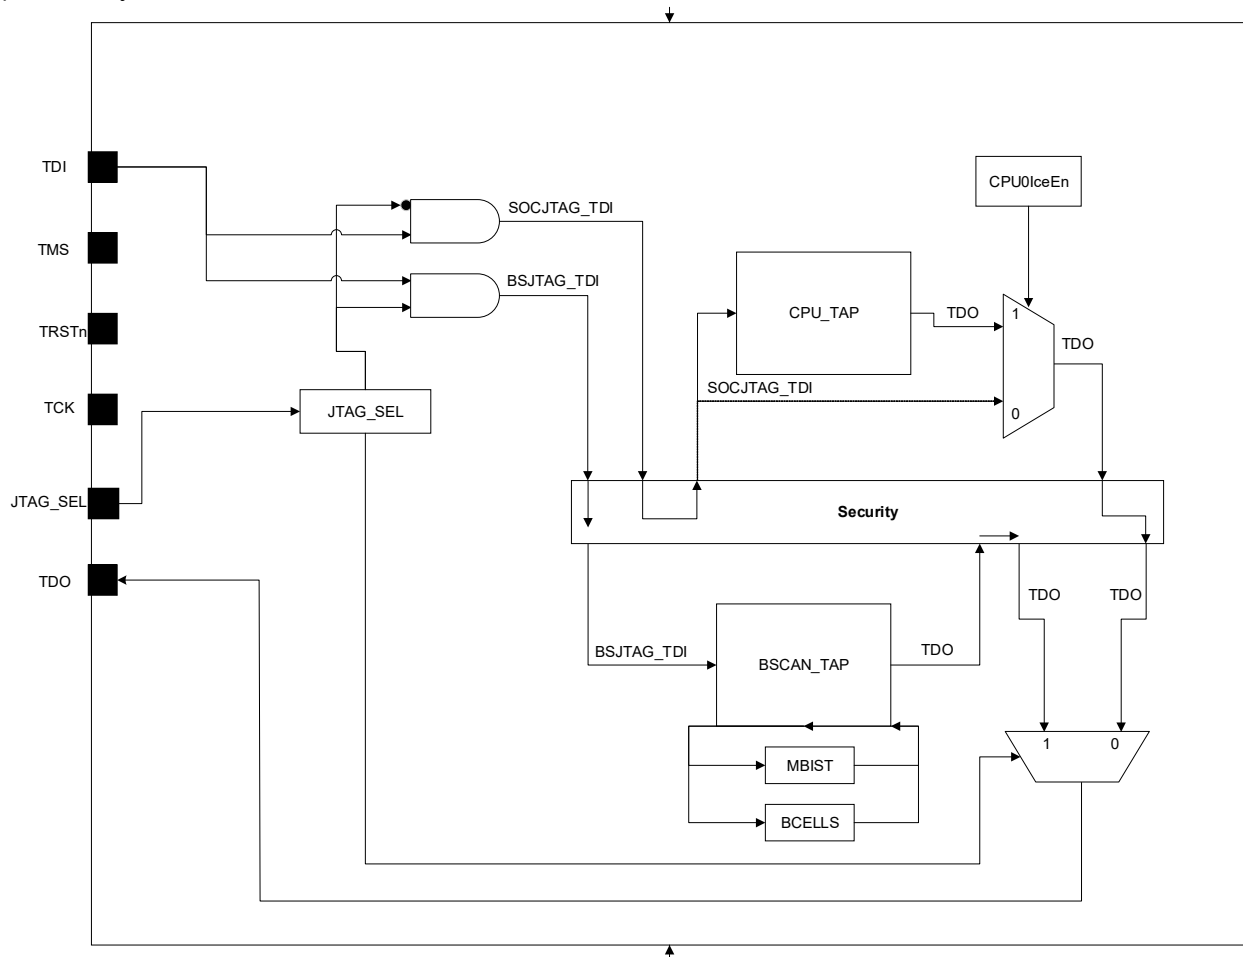 TDI
TMS
TRSTn
TCK
JTAG_SEL
TDO
SOCJTAG_TDI
BSJTAG_TDI
JTAG_SEL
CPU0IceEn
CPU_TAP
TDO
1
TDO
SOCJTAG_TDI
0
Security
TDO
TDO
BSJTAG_TDI
BSCAN_TAP
TDO
1
0
MBIST
BCELLS